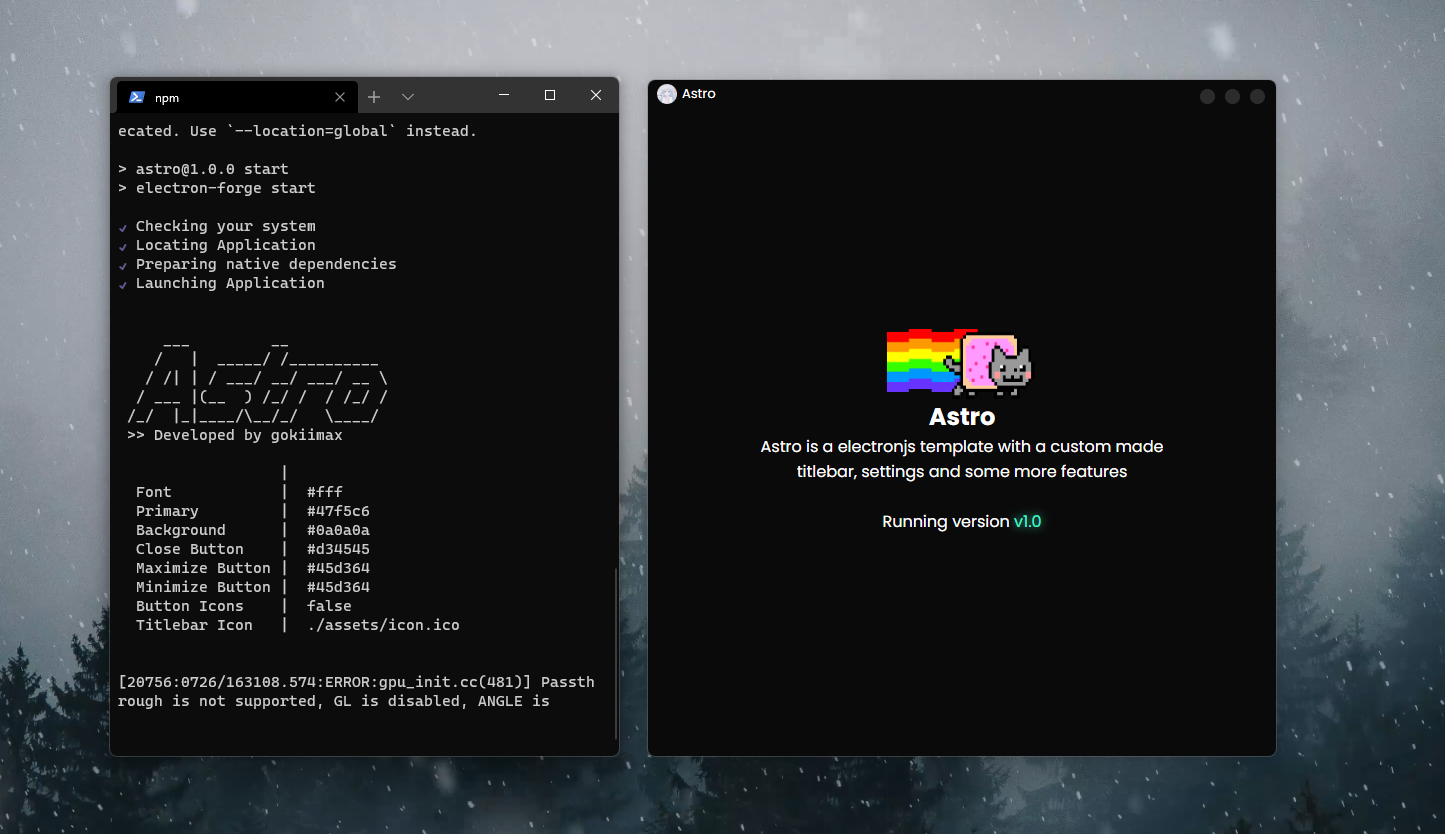 npm
ecated. Use `--location=global` instead.
> astro@1.0.0 start
> electron-forge start
✓ Checking your system
✓ Locating Application
✓ Preparing native dependencies
✓ Launching Application
Astro
>> Developed by gokiimax
|
Font | #fff
Primary | #47f5c6
Background | #0a0a0a
Close Button | #d34545
Maximize Button | #45d364
Minimize Button | #45d364
Button Icons | false
Titlebar Icon | ./assets/icon.ico
[20756:0726/163108.574:ERROR:gpu_init.cc(481)] Passth
rough is not supported, GL is disabled, ANGLE is
Astro
Astro
Astro is a electronjs template with a custom made
titlebar, settings and some more features
Running version v1.0